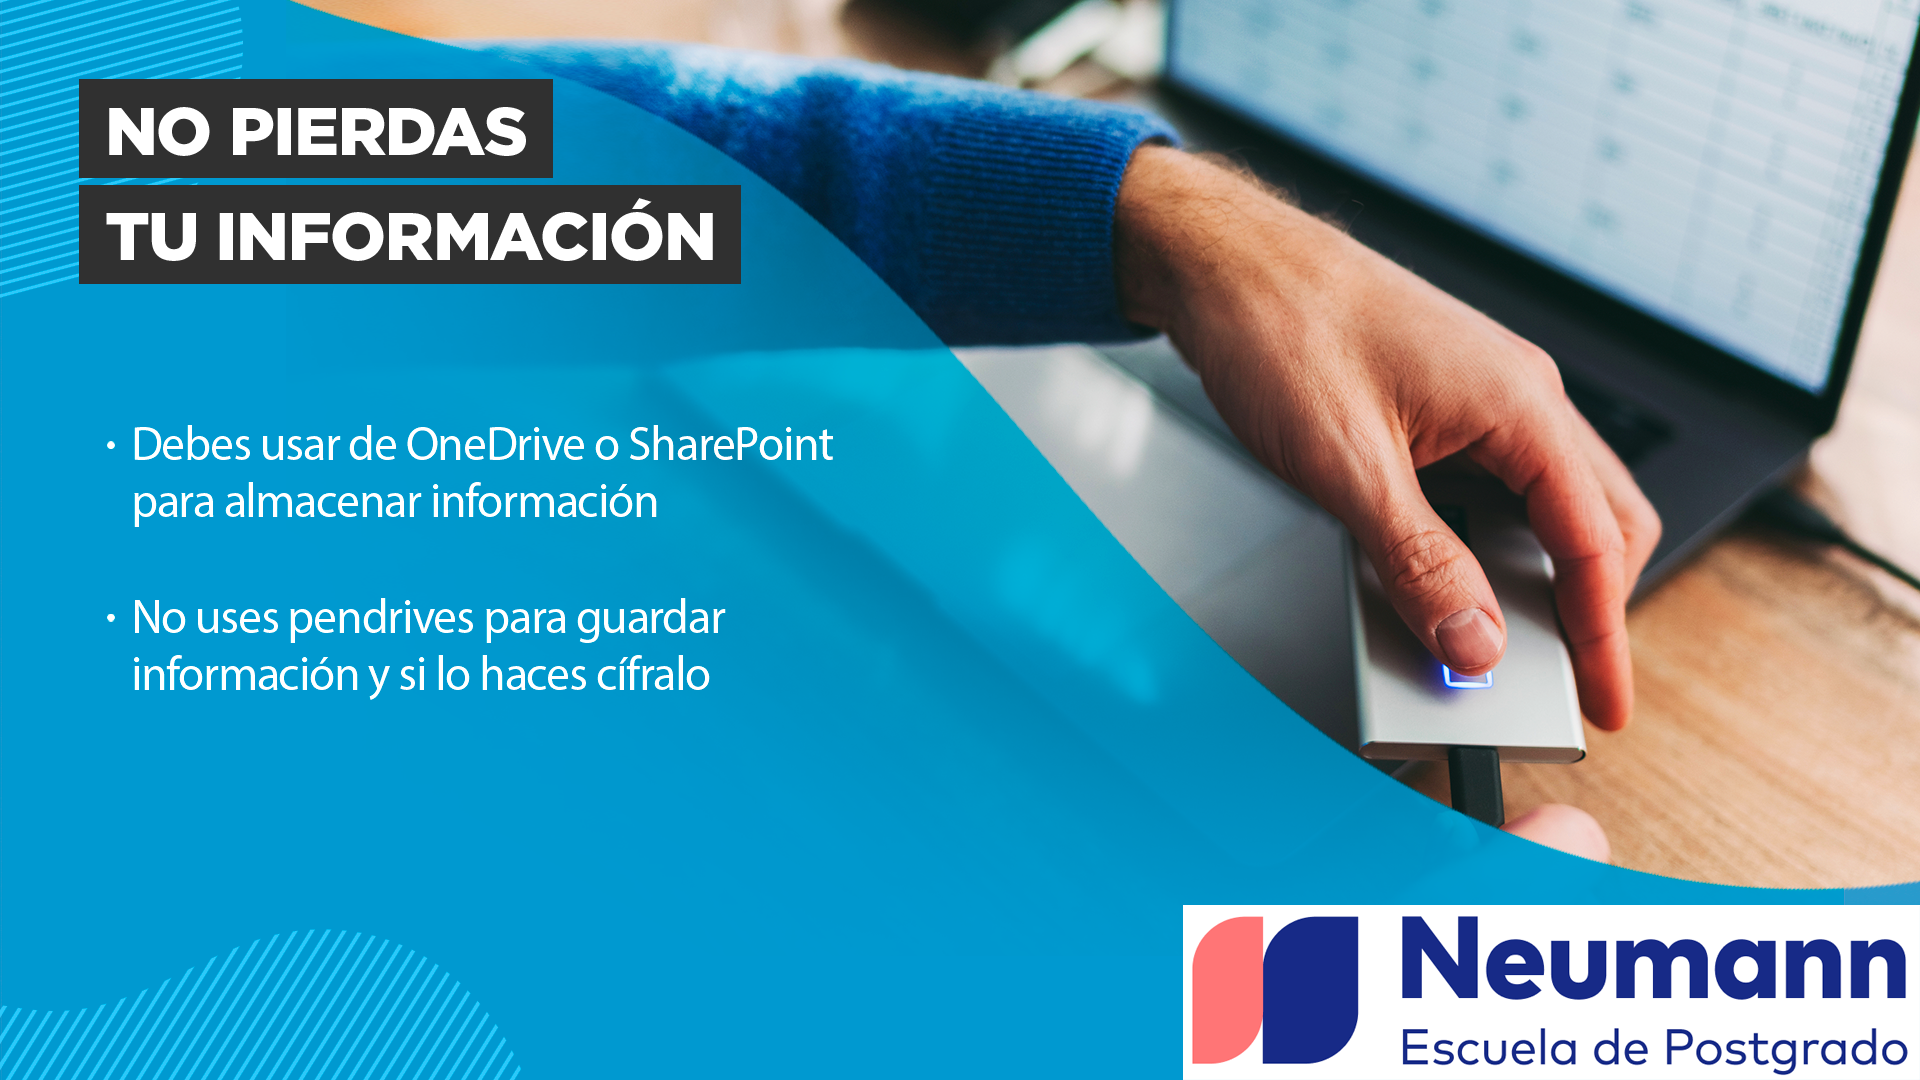 NO PIERDAS
TU INFORMACIÓN
• Debes usar de OneDrive o SharePoint
para almacenar información
• No uses pendrives para guardar
información y si lo haces cífralo
Neumann
Escuela de Postgrado